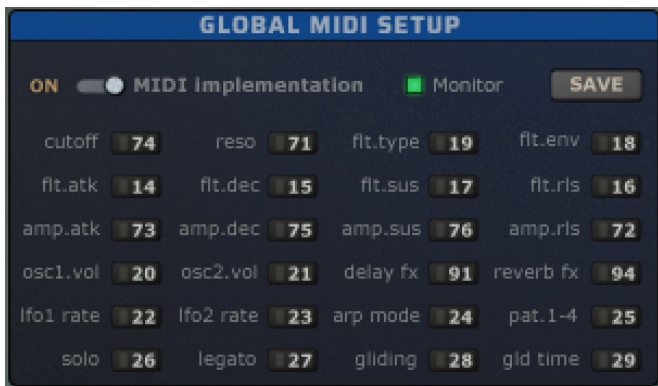 GLOBAL MIDI SETUP
ON MIDI implementation Monitor SAVE
cutoff 74 reso 71 flt.type 19 flt.env 18
flt.atk 14 flt.dec 15 flt.sus 17 flt.rls 16
amp.atk 73 amp.dec 75 amp.sus 76 amp.rls 72
osc1.vol 20 osc2.vol 21 delay fx 91 reverb fx 94
lfo1 rate 22 lfo2 rate 23 arp mode 24 pat.1-4 25
solo 26 legato 27 gliding 28 gld time 29